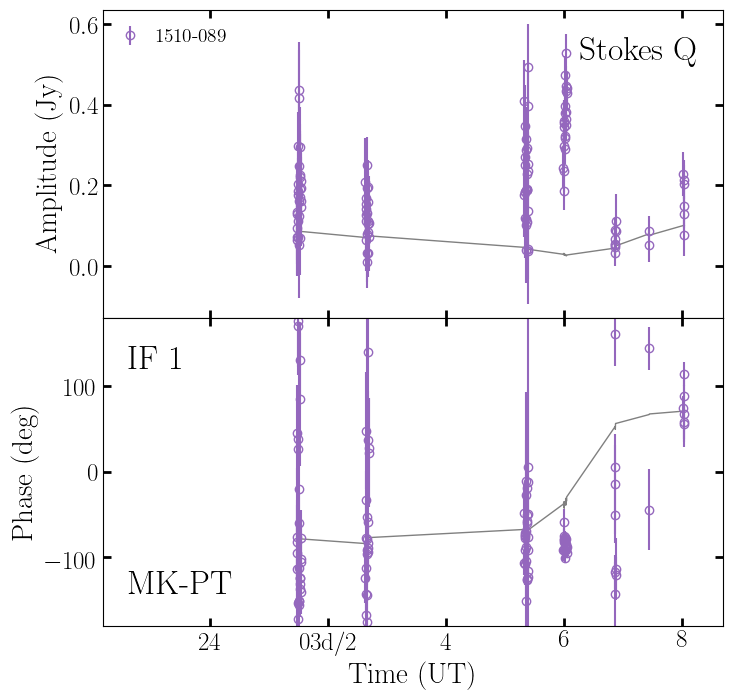 0.6
1510-089
Stokes Q
0.4
0.2
0.0
Amplitude (Jy)
IF 1
100
0
−100
Phase (deg)
MK-PT
24 03d/2 4 6 8
Time (UT)